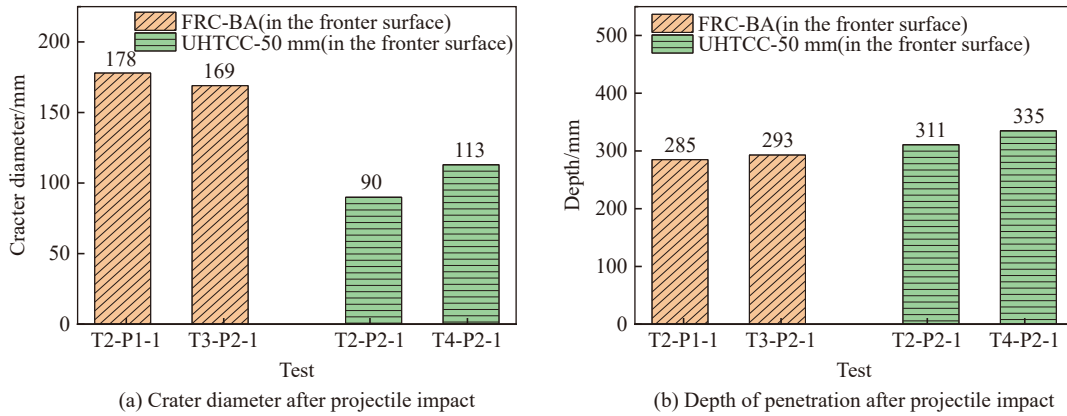 FRC-BA(in the fronter surface)
UHTCC-50 mm(in the fronter surface)
200
150
100
50
0
Cracter diameter/mm
178
169
90
113
T2-P1-1 T3-P2-1 T2-P2-1 T4-P2-1
Test
(a) Crater diameter after projectile impact
FRC-BA(in the fronter surface)
UHTCC-50 mm(in the fronter surface)
500
400
300
200
100
0
Depth/mm
285
293
311
335
T2-P1-1 T3-P2-1 T2-P2-1 T4-P2-1
Test
(b) Depth of penetration after projectile impact